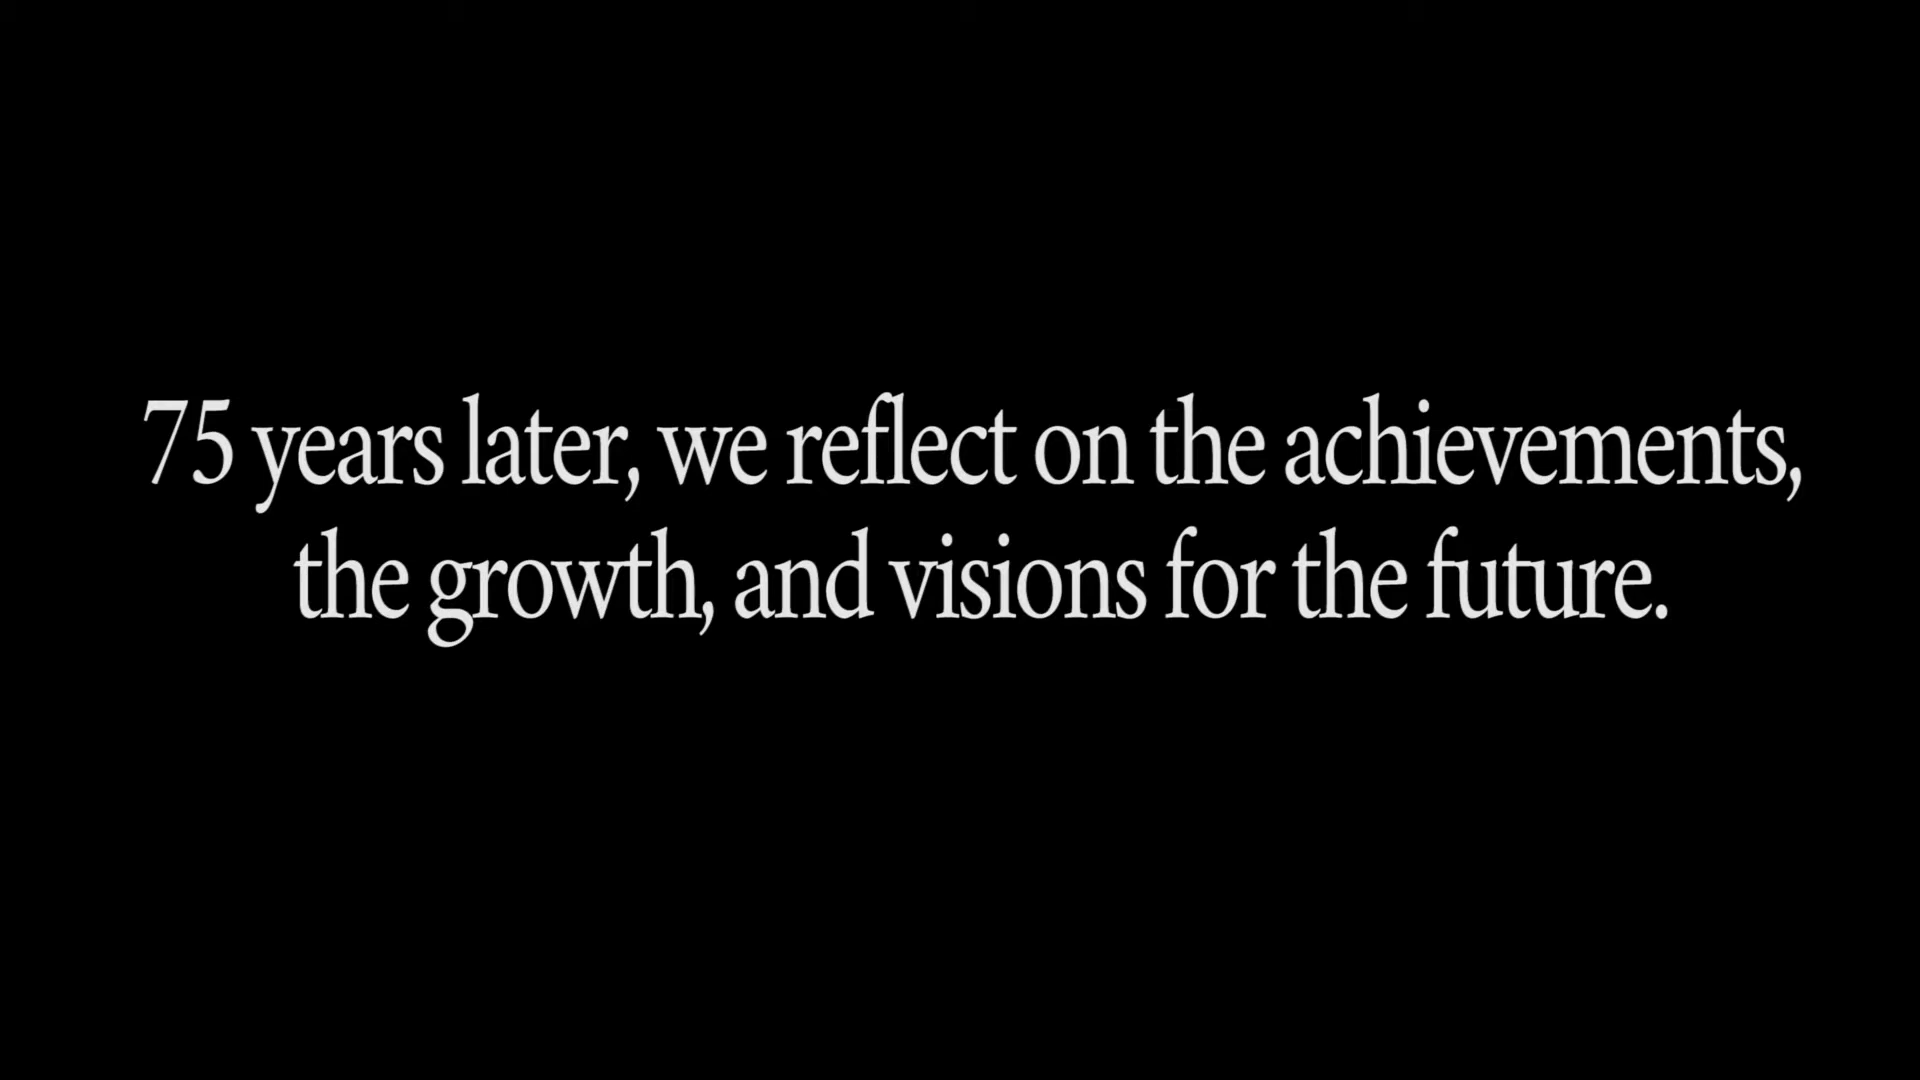 75 years later, we reflect on the achievements,
the growth, and visions for the future.